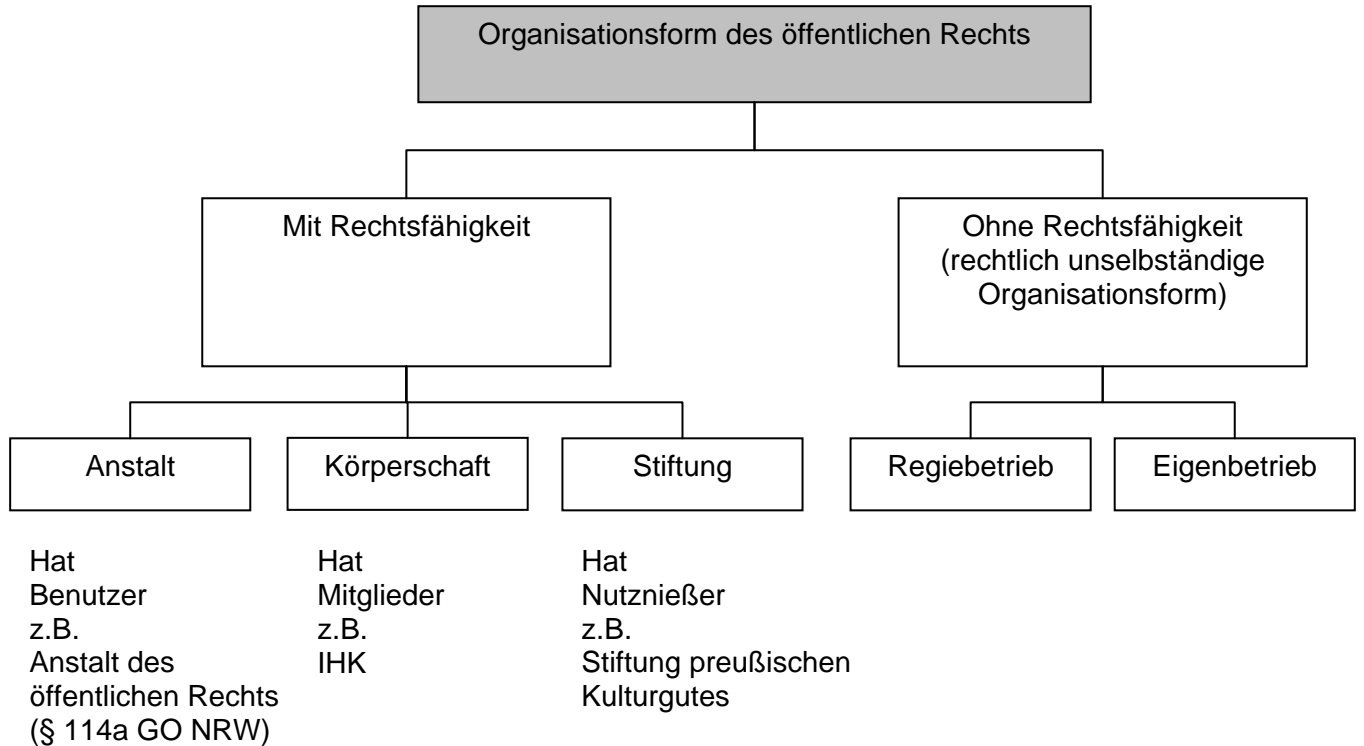 Organisationsform des öffentlichen Rechts
Mit Rechtsfähigkeit
Ohne Rechtsfähigkeit
(rechtlich unselbständige
Organisationsform)
Anstalt
Körperschaft
Stiftung
Regiebetrieb
Eigenbetrieb
Hat
Benutzer
z.B.
Anstalt des
öffentlichen Rechts
(§ 114a GO NRW)
Hat
Mitglieder
z.B.
IHK
Hat
Nutznießer
z.B.
Stiftung preußischen
Kulturgutes